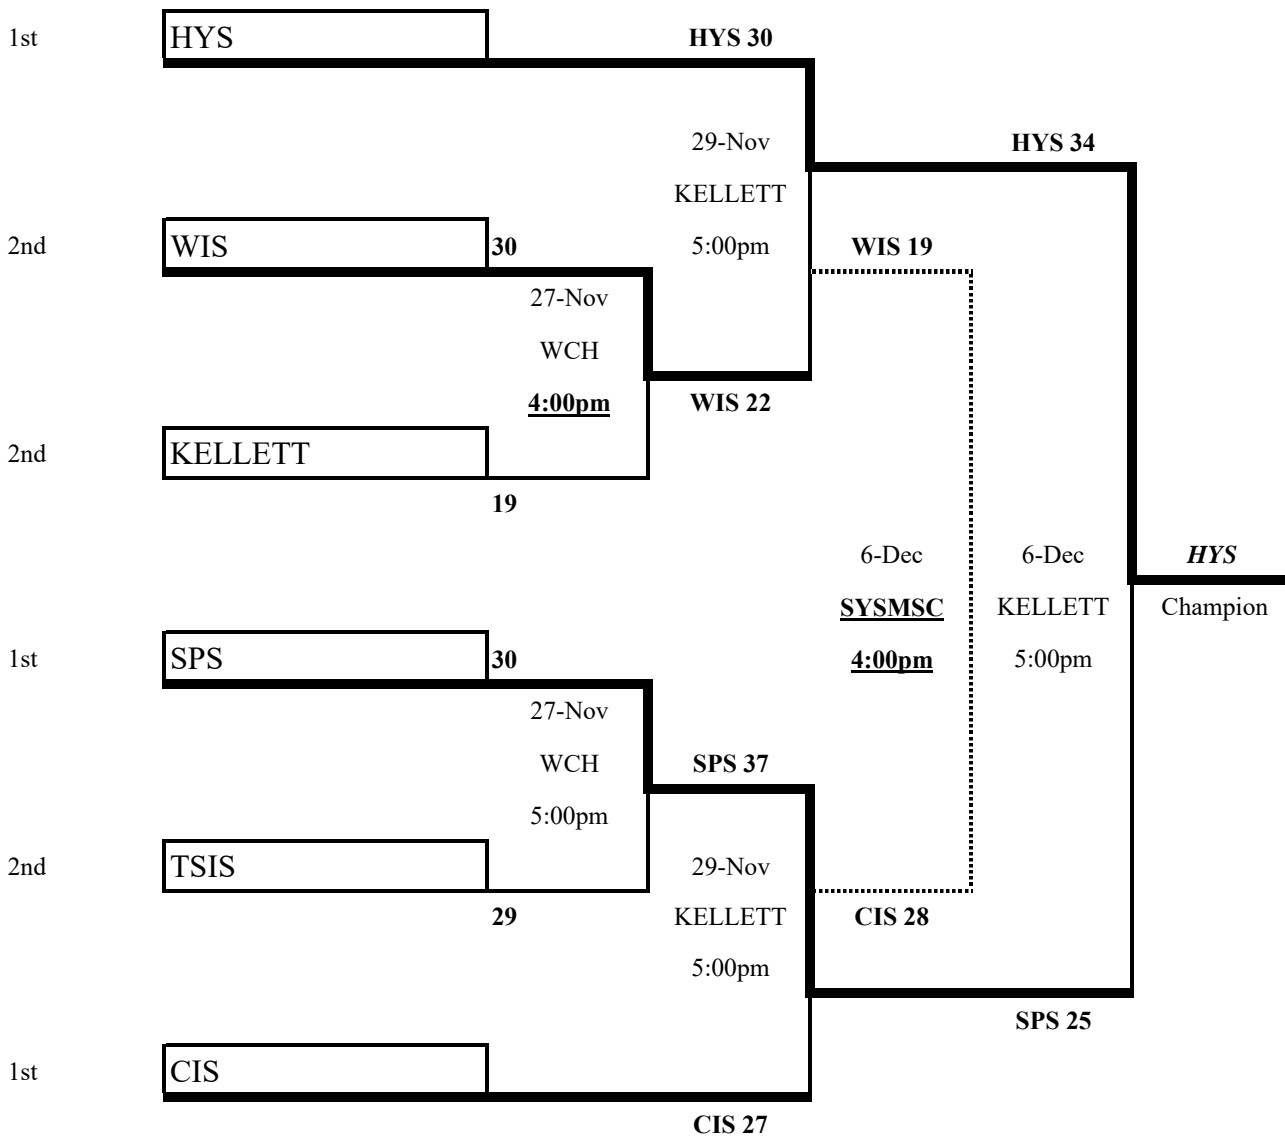 1st HYS HYS 30
29-Nov HYS 34
KELLETT
2nd WIS 30 5:00pm WIS 19
27-Nov
WCH
4:00pm WIS 22
2nd KELLETT
19
6-Dec 6-Dec HYS
SYSMSC KELLETT Champion
1st SPS 30 4:00pm 5:00pm
27-Nov
WCH SPS 37
5:00pm
2nd TSIS 29-Nov
29 KELLETT CIS 28
5:00pm
SPS 25
1st CIS
CIS 27